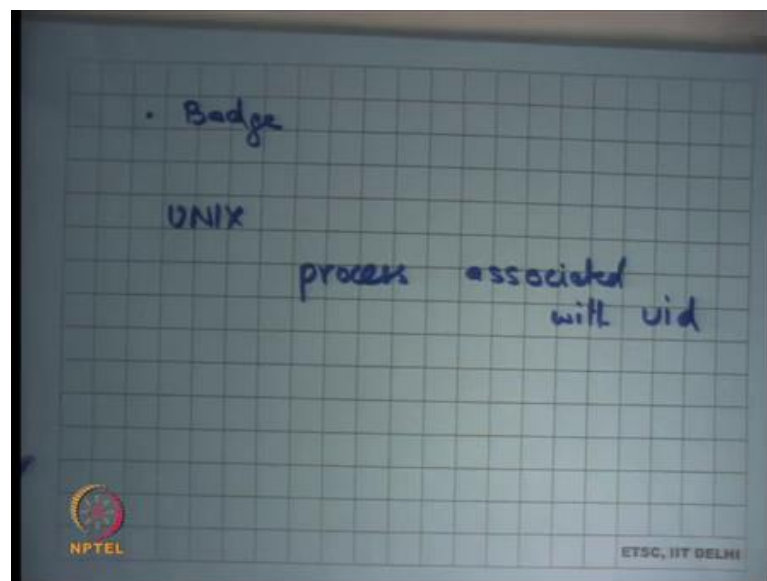 . Badge
UNIX
process associated
with uid
NPTEL
ETSC, IIT DELHI